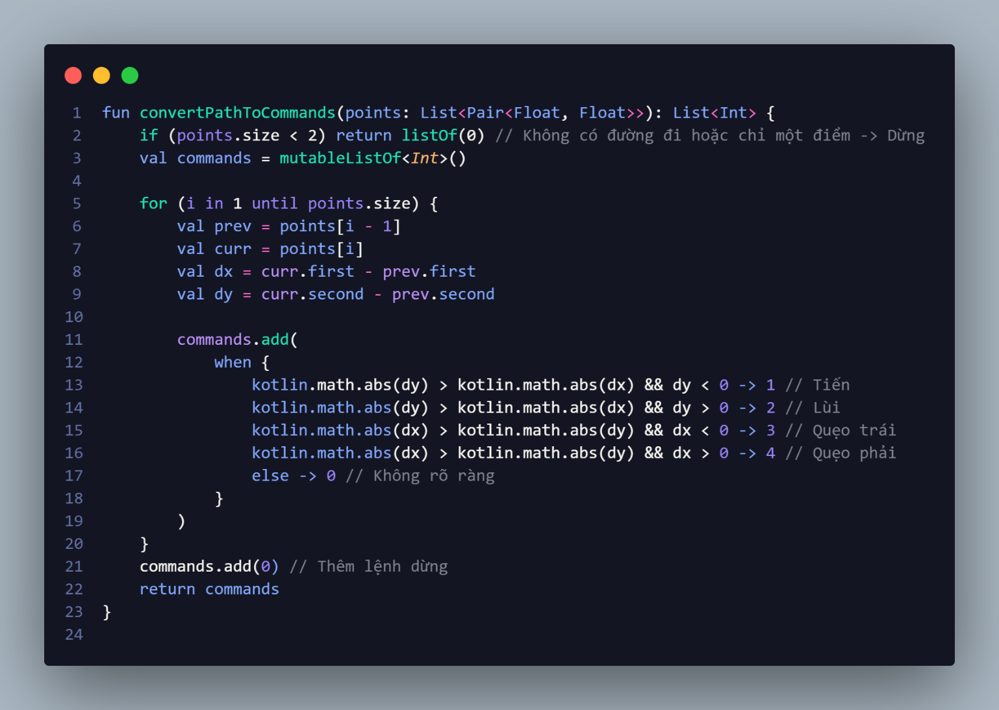 1 fun convertPathToCommands(points: List<Pair<Float, Float>>): List<Int> {
2 if (points.size < 2) return listOf(0) // Không có đường đi hoặc chỉ một điểm -> Dừng
3 val commands = mutableListOf<Int>()
4
5 for (i in 1 until points.size) {
6 val prev = points[i - 1]
7 val curr = points[i]
8 val dx = curr.first - prev.first
9 val dy = curr.second - prev.second
10
11 commands.add(
12 when {
13 kotlin.math.abs(dy) > kotlin.math.abs(dx) && dy < 0 -> 1 // Tiến
14 kotlin.math.abs(dy) > kotlin.math.abs(dx) && dy > 0 -> 2 // Lùi
15 kotlin.math.abs(dx) > kotlin.math.abs(dy) && dx < 0 -> 3 // Quẹo trái
16 kotlin.math.abs(dx) > kotlin.math.abs(dy) && dx > 0 -> 4 // Quẹo phải
17 else -> 0 // Không rõ ràng
18 }
19 )
20 }
21 commands.add(0) // Thêm lệnh dừng
22 return commands
23 }
24